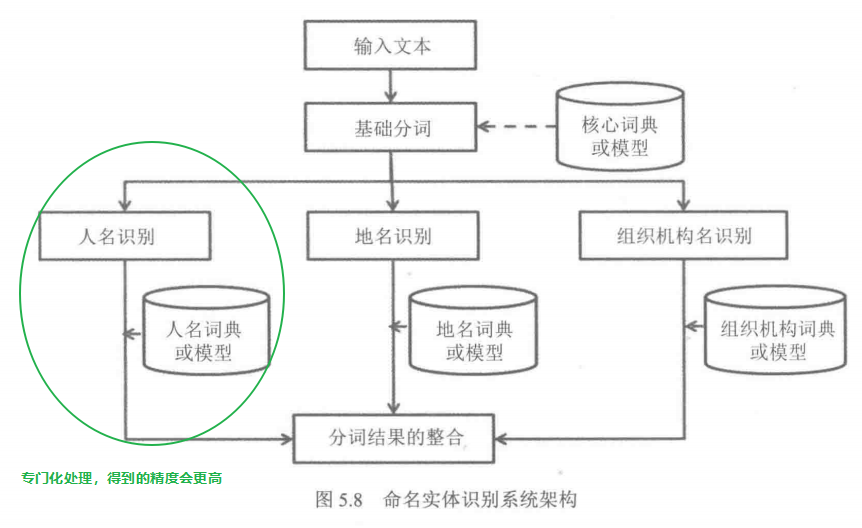 输入文本
基础分词
核心词典
或模型
人名识别
地名识别
组织机构名识别
人名词典
或模型
地名词典
或模型
组织机构词典
或模型
分词结果的整合
专门化处理，得到的精度会更高
图 5.8 命名实体识别系统架构